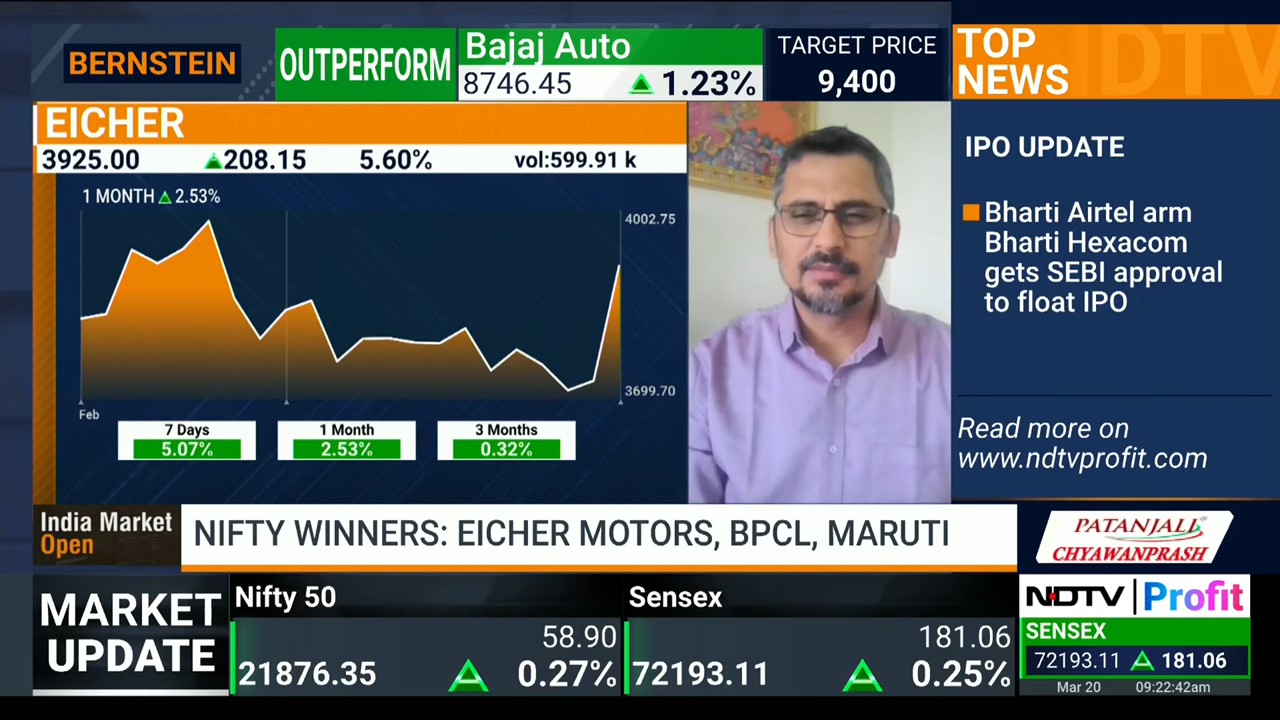 BERNSTEIN
OUTPERFORM
Bajaj Auto
8746.45 1.23%
TARGET PRICE
9,400
TOP
NEWS
NDTV
EICHER
3925.00 208.15 5.60% vol:599.91 k
1 MONTH 2.53%
4002.75
3699.70
Feb
7 Days
5.07%
1 Month
2.53%
3 Months
0.32%
IPO UPDATE
Bharti Airtel arm
Bharti Hexacom
gets SEBI approval
to float IPO
Read more on
www.ndtvprofit.com
India Market
Open
NIFTY WINNERS: EICHER MOTORS, BPCL, MARUTI
PATANJALI
CHYAWANPRASH
MARKET
UPDATE
Nifty 50
58.90
21876.35 0.27%
Sensex
181.06
72193.11 0.25%
NDTV Profit
SENSEX
72193.11 181.06
Mar 20 09:22:42am